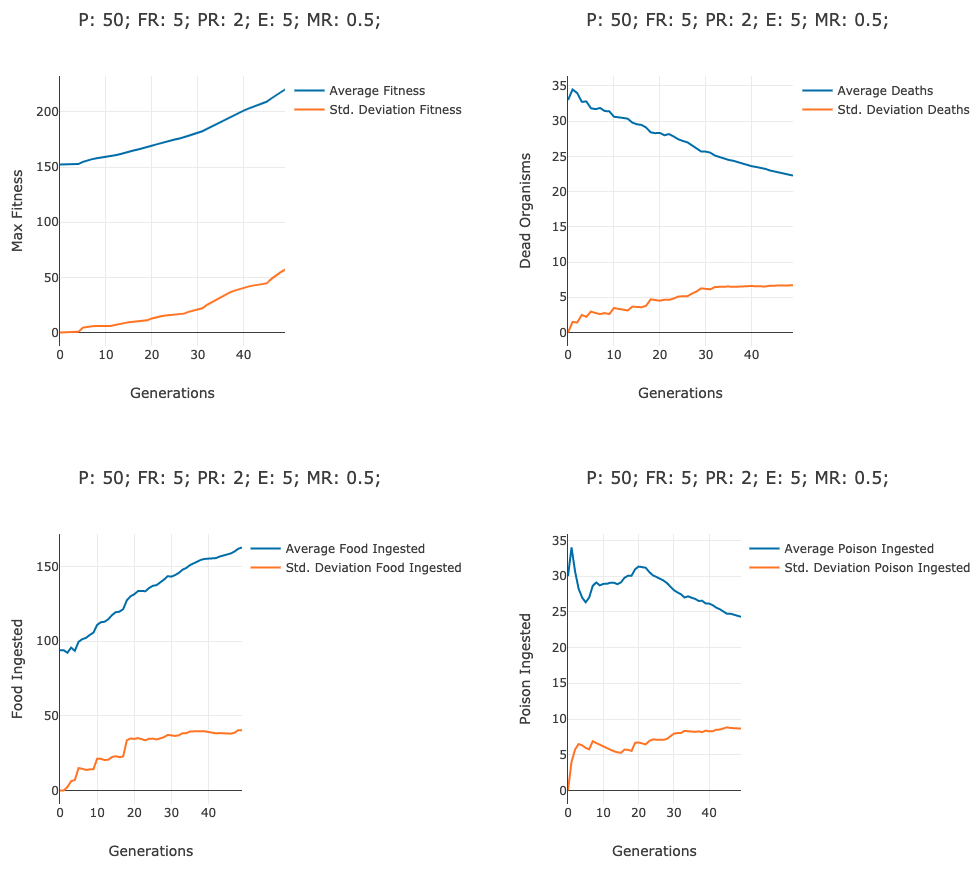 P: 50; FR: 5; PR: 2; E: 5; MR: 0.5;
Average Fitness
Std. Deviation Fitness
Max Fitness
200
150
100
50
0
0 10 20 30 40
Generations
P: 50; FR: 5; PR: 2; E: 5; MR: 0.5;
Average Deaths
Std. Deviation Deaths
Dead Organisms
35
30
25
20
15
10
5
0
0 10 20 30 40
Generations
P: 50; FR: 5; PR: 2; E: 5; MR: 0.5;
Average Food Ingested
Std. Deviation Food Ingested
Food Ingested
150
100
50
0
0 10 20 30 40
Generations
P: 50; FR: 5; PR: 2; E: 5; MR: 0.5;
Average Poison Ingested
Std. Deviation Poison Ingested
Poison Ingested
35
30
25
20
15
10
5
0
0 10 20 30 40
Generations